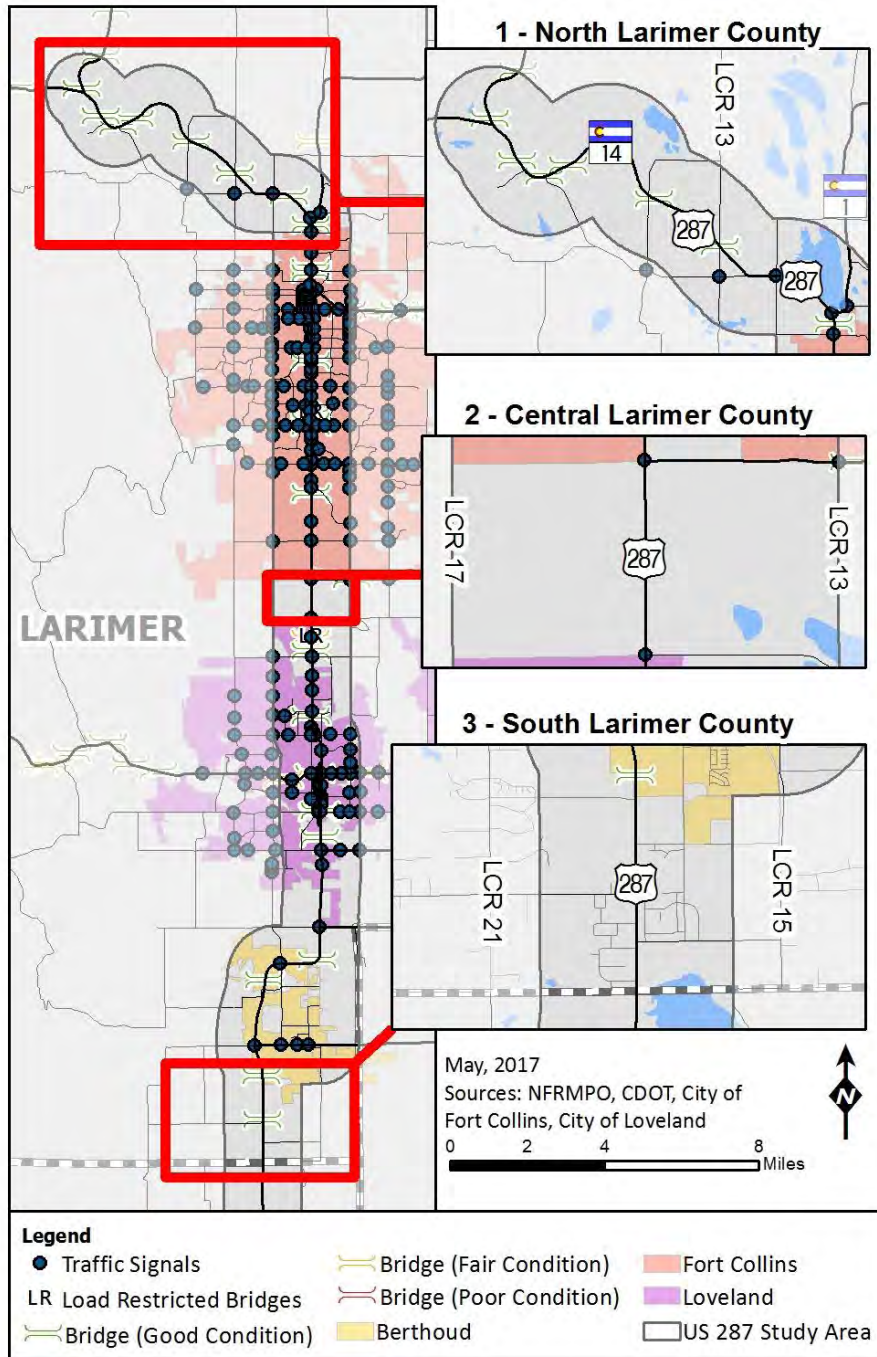 1 - North Larimer County
LCR-13
14
1
287
287
2 - Central Larimer County
LCR-17
287
LCR-13
LARIMER
LR
3 - South Larimer County
LCR 21
287
LCR-15
May, 2017
Sources: NFRMPO, CDOT, City of
Fort Collins, City of Loveland
N
0 4 8
Miles
Legend
Traffic Signals
LR Load Restricted Bridges
Bridge (Good Condition)
Bridge (Fair Condition)
Bridge (Poor Condition)
Berthoud
Fort Collins
Loveland
US 287 Study Area